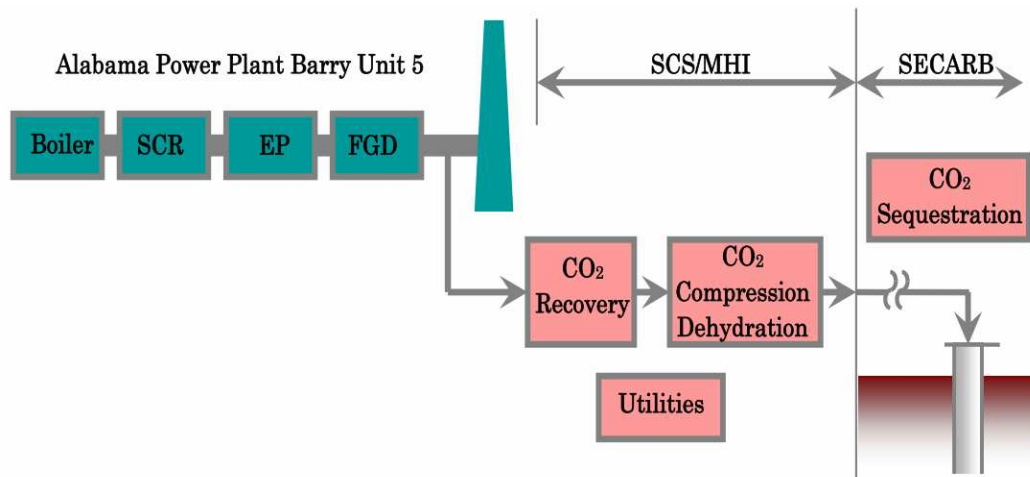 Alabama Power Plant Barry Unit 5
SCS/MHI
SECARB
Boiler
SCR
EP
FGD
CO₂
Sequestration
CO₂
Recovery
CO₂
Compression
Dehydration
Utilities